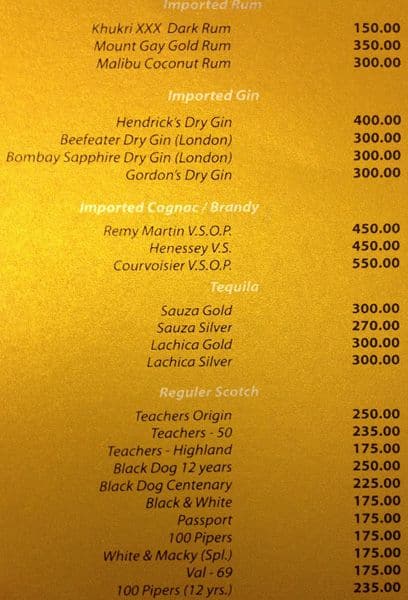 Imported Rum
Khukri XXX Dark Rum 150.00
Mount Gay Gold Rum 350.00
Malibu Coconut Rum 300.00
Imported Gin
Hendrick's Dry Gin 400.00
Beefeater Dry Gin (London) 300.00
Bombay Sapphire Dry Gin (London) 300.00
Gordon's Dry Gin 300.00
Imported Cognac / Brandy
Remy Martin V.S.O.P. 450.00
Henessey V.S. 450.00
Courvoisier V.S.O.P. 550.00
Tequila
Sauza Gold 300.00
Sauza Silver 270.00
Lachica Gold 300.00
Lachica Silver 300.00
Reguler Scotch
Teachers Origin 250.00
Teachers - 50 235.00
Teachers - Highland 175.00
Black Dog 12 years 250.00
Black Dog Centenary 225.00
Black & White 175.00
Passport 175.00
100 Pipers 175.00
White & Macky (Spl.) 175.00
Val - 69 175.00
100 Pipers (12 yrs.) 235.00